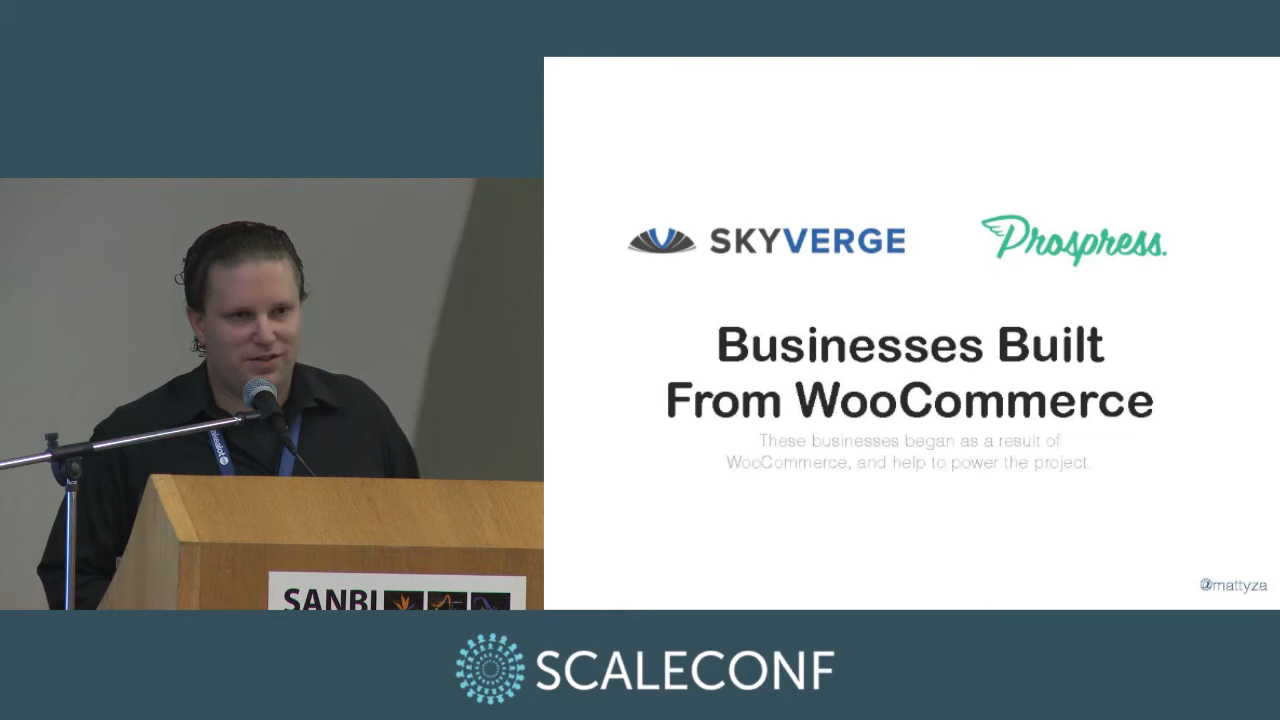 SKYVERGE
Prospress.
Businesses Built
From WooCommerce
These businesses began as a result of
WooCommerce, and help to power the project.
@mattyza
SANBI
SCALECONF